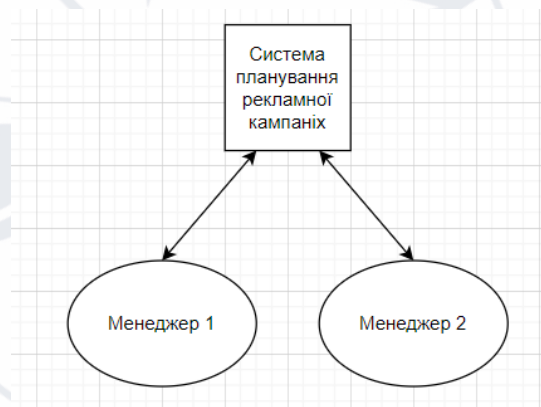 Система
планування
рекламної
кампаніх
Менеджер 1
Менеджер 2